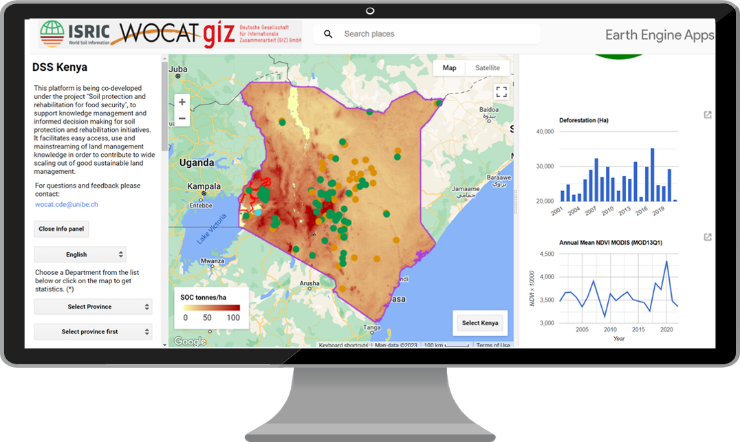 ISRIC
World Soil Information
WOCAT
giz
Deutsche Gesellschaft
für Internationale
Zusammenarbeit (GIZ) GmbH
Search places
Earth Engine Apps
DSS Kenya
This platform is being co-developed
under the project "Soil protection and
rehabilitation for food security", to
support knowledge management and
informed decision making for soil
protection and rehabilitation initiatives.
It facilitates easy access, use and
mainstreaming of land management
knowledge in order to contribute to wide
scaling out of good sustainable land
management.
For questions and feedback please
contact:
wocat.cde@unibe.ch
Close info panel
English
Choose a Department from the list
below or click on the map to get
statistics. (*)
Select Province
Select province first
Juba
Map
Satellite
+
−
Baidoa
Uganda
Kampala
Entebbe
Baraawe
Jamaame
Lake Victoria
Mwanza
Arusha
asa
Tanga
SOC tonnes/ha
0 50 100
Select Kenya
Google
Keyboard shortcuts
Map data ©2023
100 km
Terms of Use
Deforestation (Ha)
40,000
30,000
20,000
2001
2004
2007
2010
2013
2016
2019
Annual Mean NDVI MODIS (MOD13Q1)
4,500
4,000
3,500
3,000
NDVI × 10000
2005
2010
2015
2020
Year